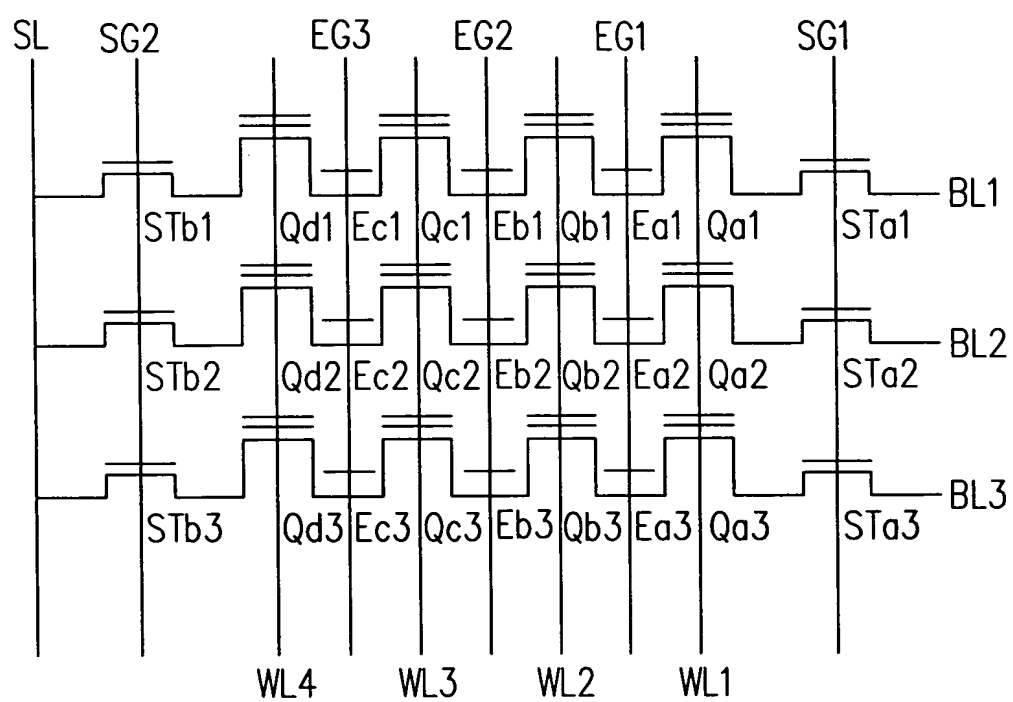 SL SG2 EG3 EG2 EG1 SG1
BL1
STb1 Qd1 Ec1 Qc1 Eb1 Qb1 Ea1 Qa1 STa1
BL2
STb2 Qd2 Ec2 Qc2 Eb2 Qb2 Ea2 Qa2 STa2
BL3
STb3 Qd3 Ec3 Qc3 Eb3 Qb3 Ea3 Qa3 STa3
WL4 WL3 WL2 WL1